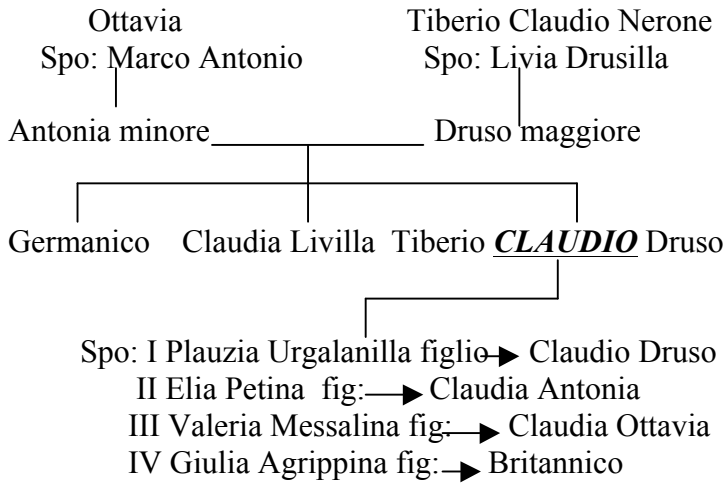 Ottavia Tiberio Claudio Nerone
Spo: Marco Antonio Spo: Livia Drusilla
Antonia minore Druso maggiore
Germanico Claudia Livilla Tiberio CLAUDIO Druso
Spo: I Plauzia Urgalanilla figlio Claudio Druso
II Elia Petina fig: Claudia Antonia
III Valeria Messalina fig: Claudia Ottavia
IV Giulia Agrippina fig: Britannico